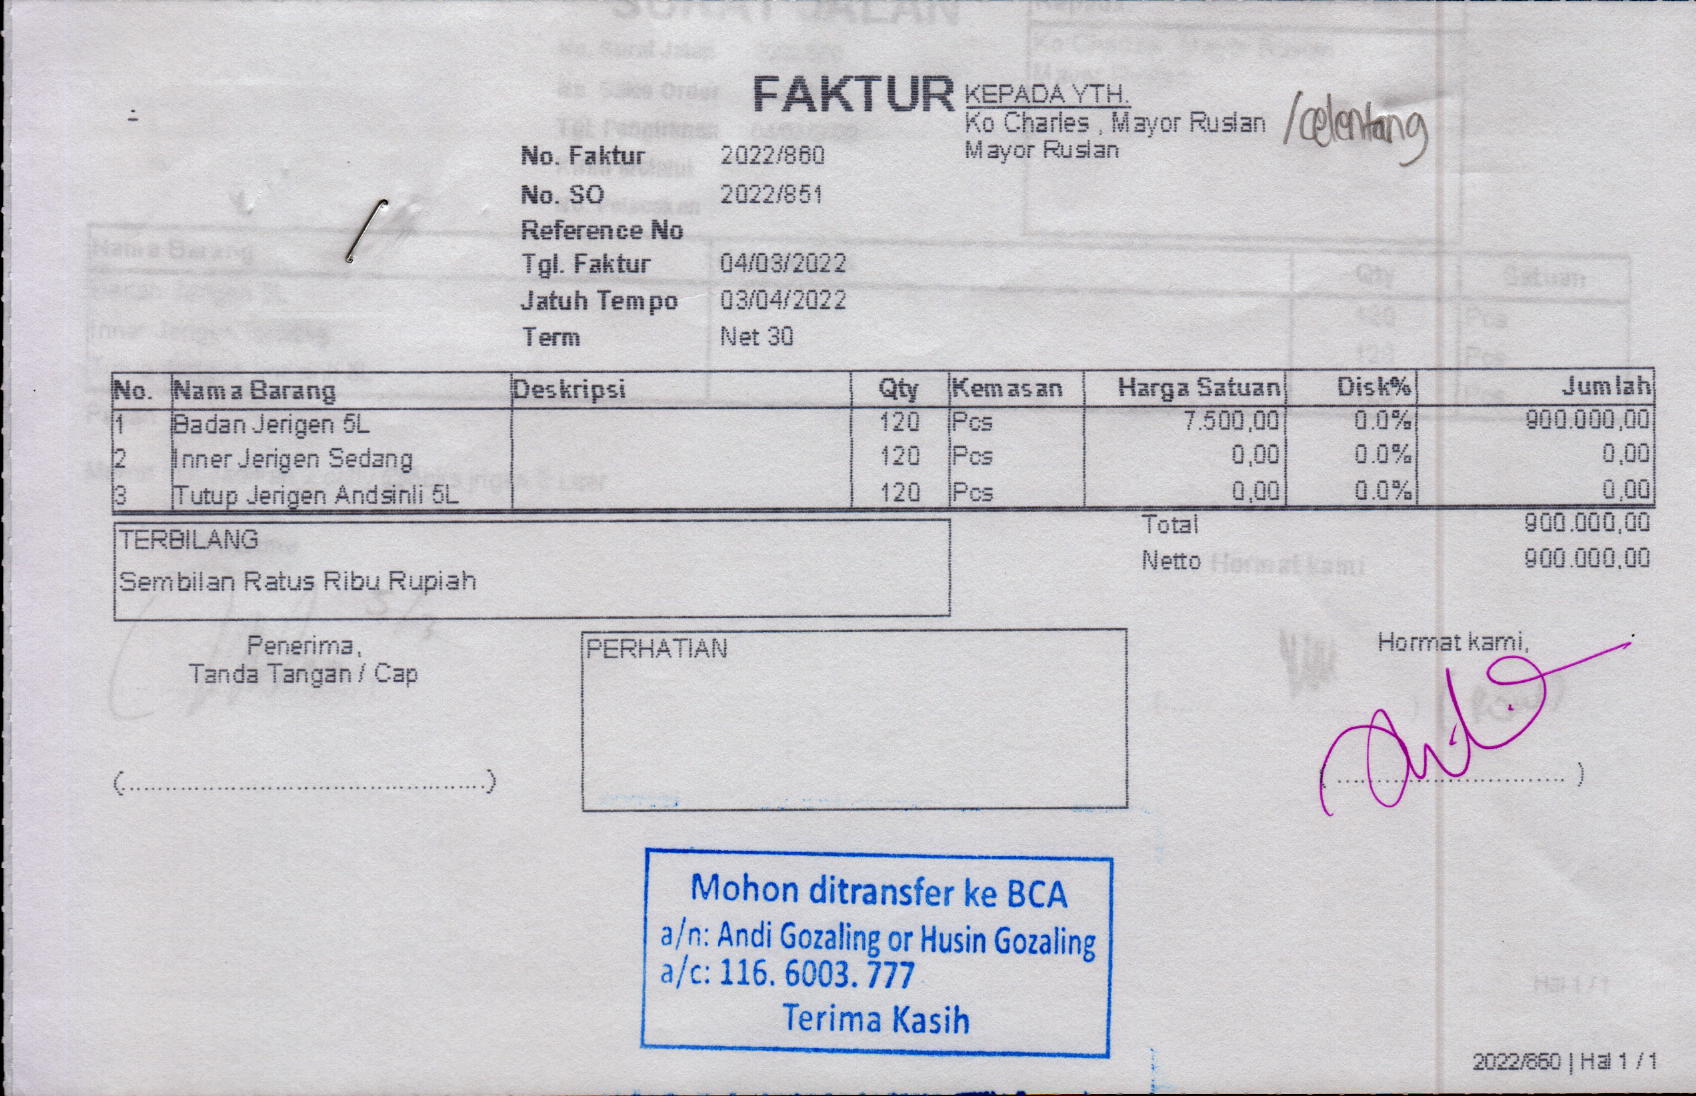 FAKTUR
KEPADA YTH.
Ko Charles , Mayor Ruslan /Celentang
Mayor Ruslan
No. Faktur 2022/860
No. SO 2022/851
Reference No
Tgl. Faktur 04/03/2022
Jatuh Tempo 03/04/2022
Term Net 30
No. Nama Barang Deskripsi Qty Kemasan Harga Satuan Disk% Jumlah
1 Badan Jerigen 5L 120 Pcs 7.500,00 0.0% 900.000,00
2 Inner Jerigen Sedang 120 Pcs 0,00 0.0% 0,00
3 Tutup Jerigen Andsinli 5L 120 Pcs 0,00 0.0% 0,00
Total 900.000,00
Netto 900.000,00
TERBILANG
Sembilan Ratus Ribu Rupiah
Penerima,
Tanda Tangan / Cap
(..................................................)
PERHATIAN
Hormat kami,
(................................)
Mohon ditransfer ke BCA
a/n: Andi Gozaling or Husin Gozaling
a/c: 116. 6003. 777
Terima Kasih
2022/860 | Hal 1 / 1